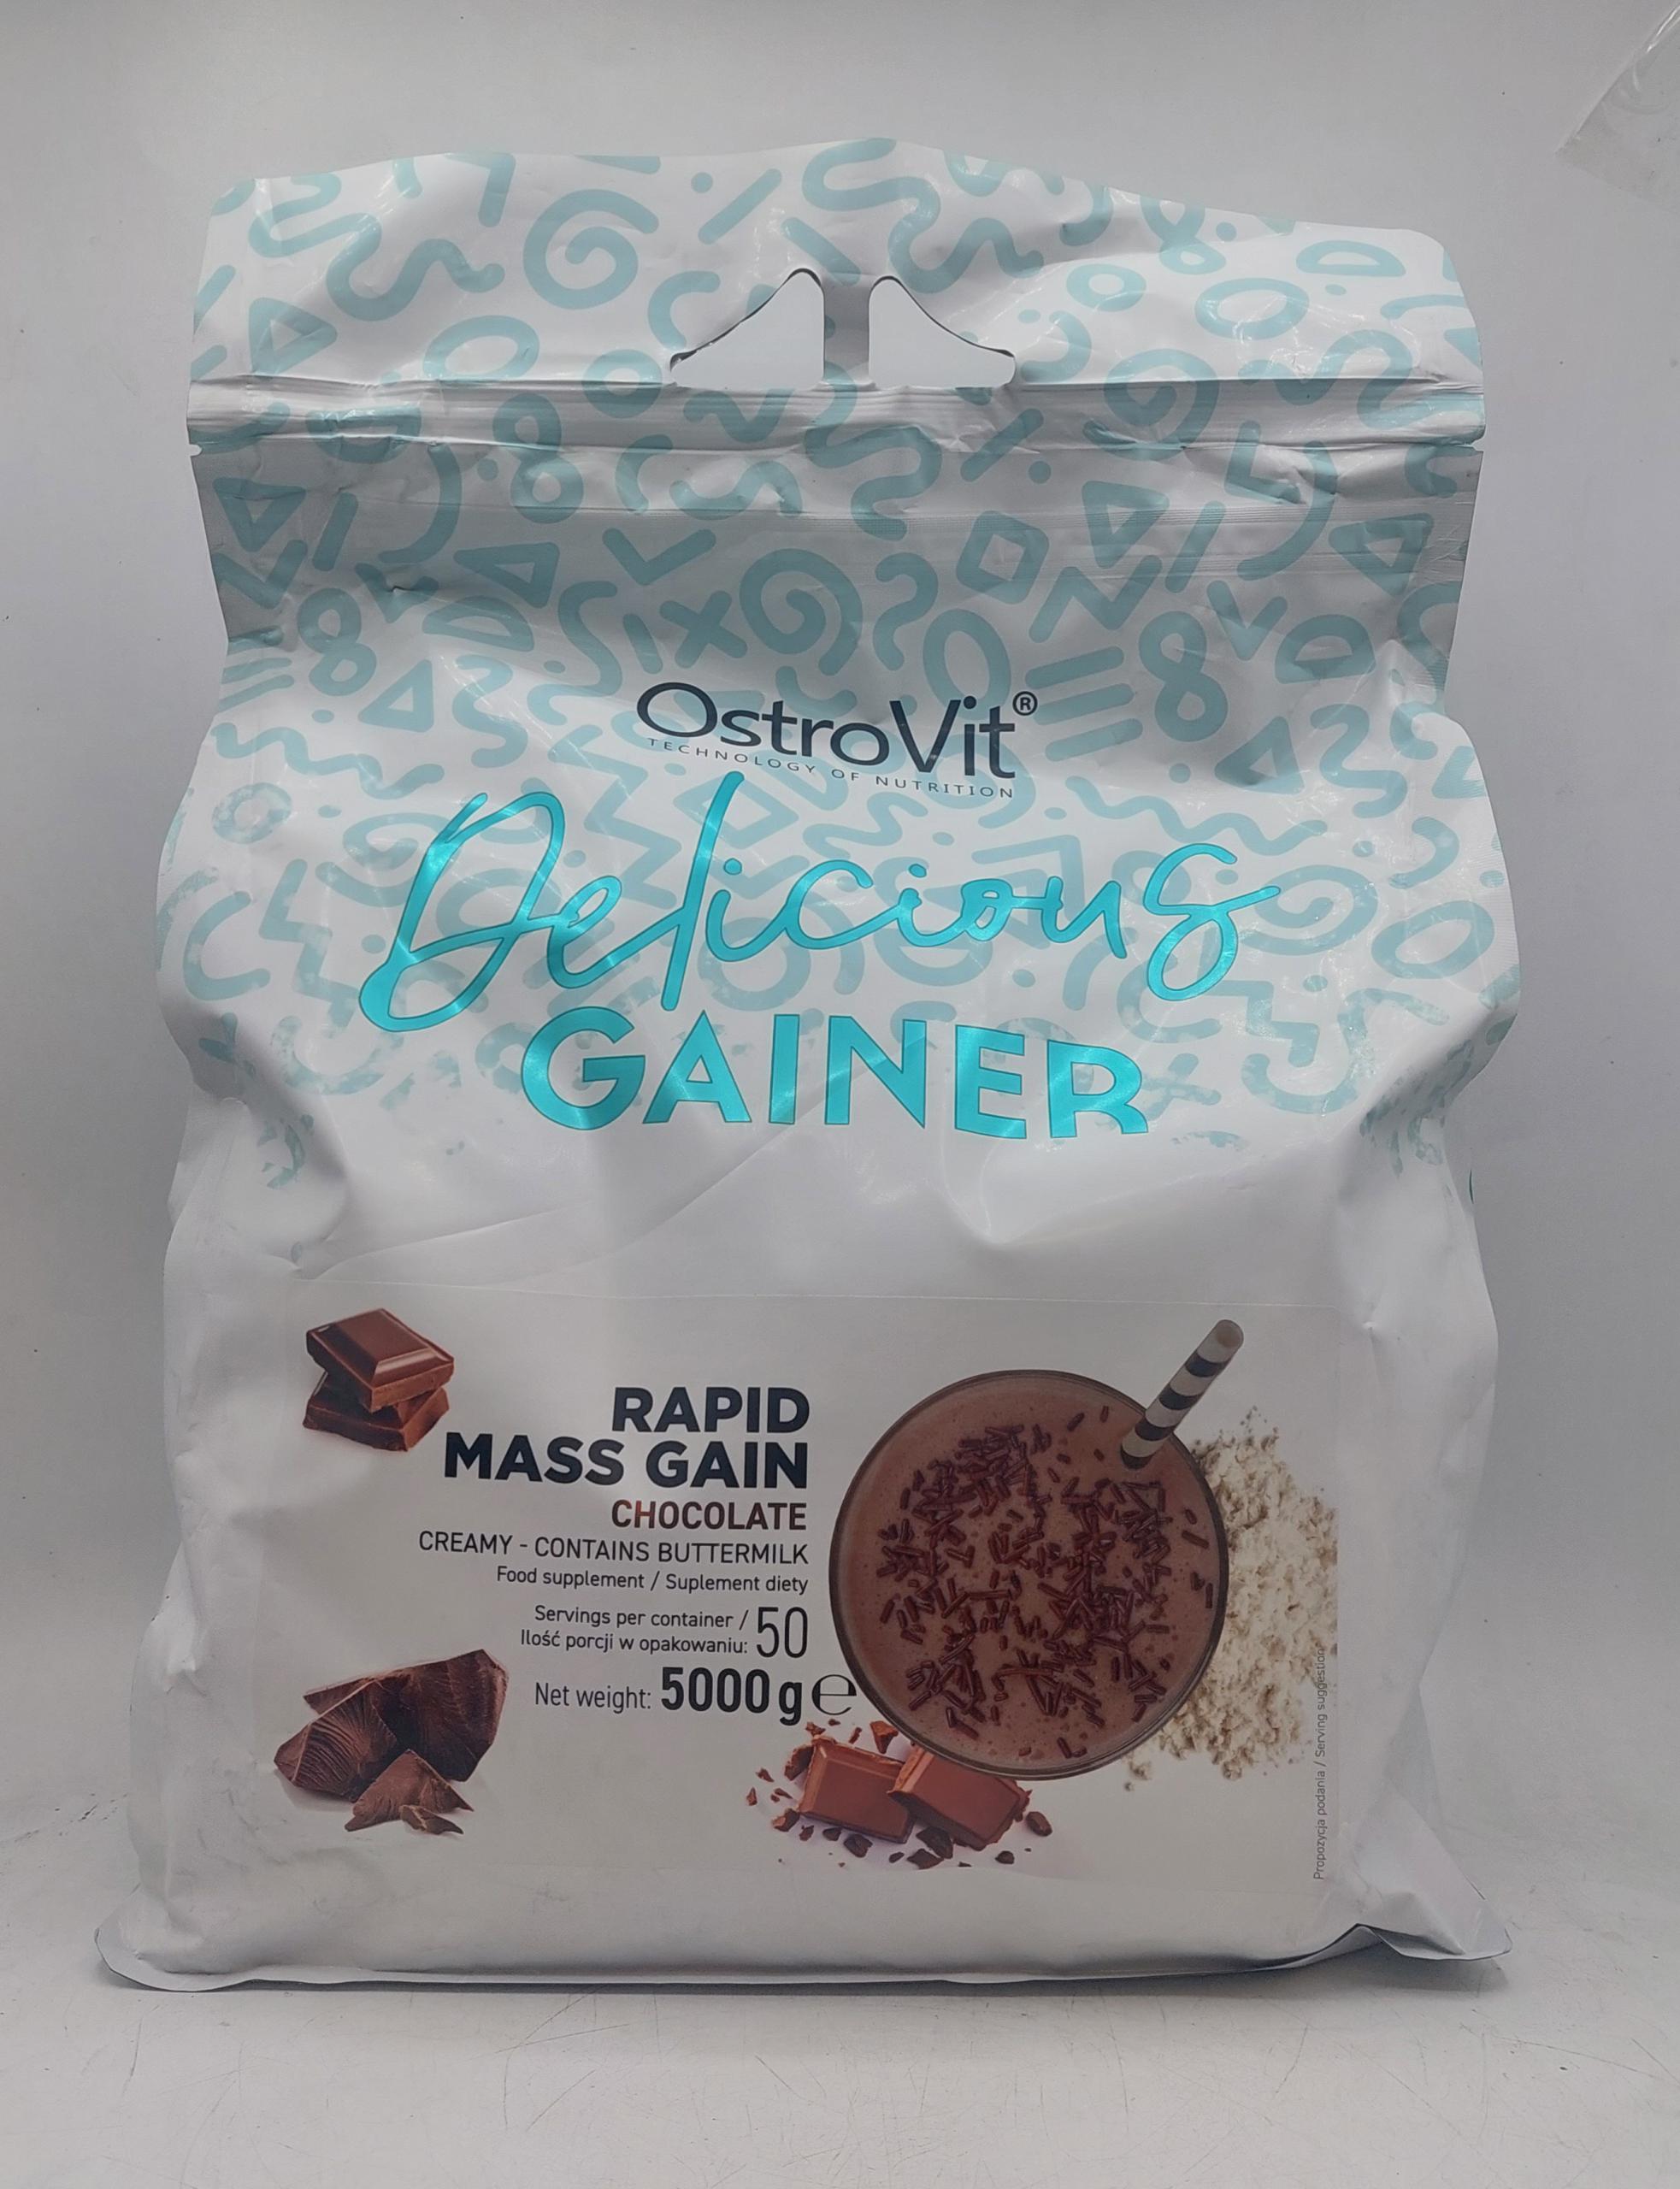 OstroVit®
TECHNOLOGY OF NUTRITION
Delicious
GAINER
RAPID
MASS GAIN
CHOCOLATE
CREAMY - CONTAINS BUTTERMILK
Food supplement / Suplement diety
Servings per container /
Ilość porcji w opakowaniu: 50
Net weight: 5000 g ℮
Propozycja podania / Serving suggestion